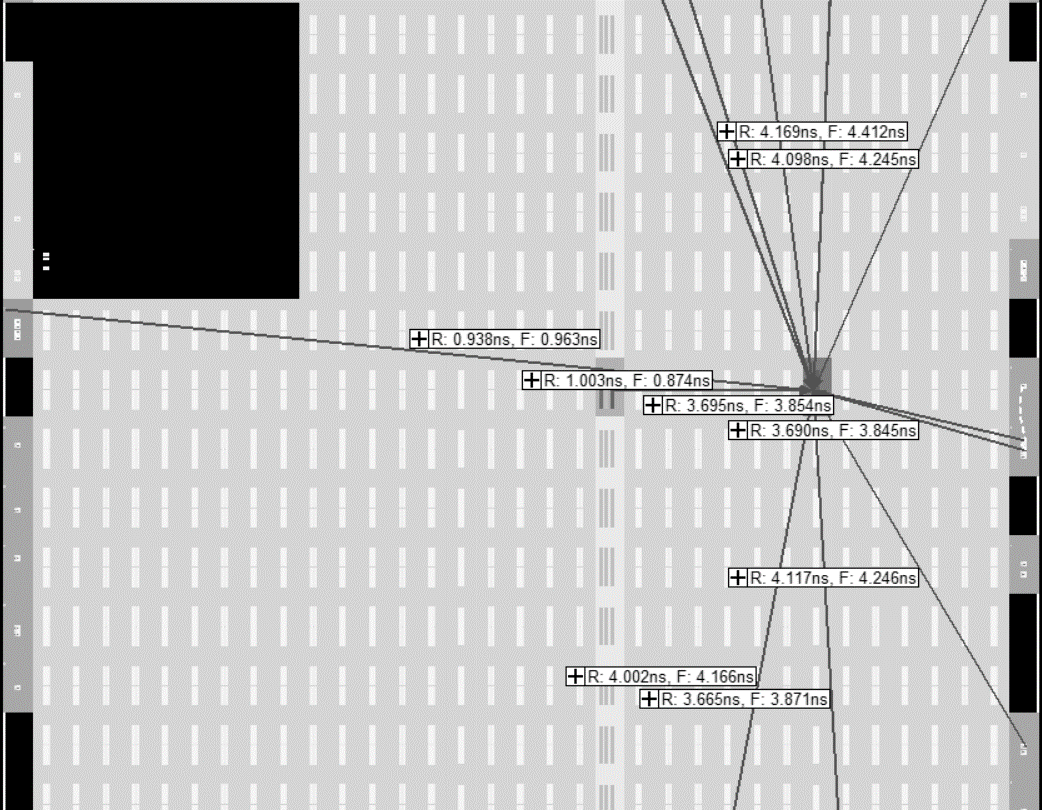 R: 4.169ns, F: 4.412ns
R: 4.098ns, F: 4.245ns
R: 0.938ns, F: 0.963ns
R: 1.003ns, F: 0.874ns
R: 3.695ns, F: 3.854ns
R: 3.690ns, F: 3.845ns
R: 4.117ns, F: 4.246ns
R: 4.002ns, F: 4.166ns
R: 3.665ns, F: 3.871ns